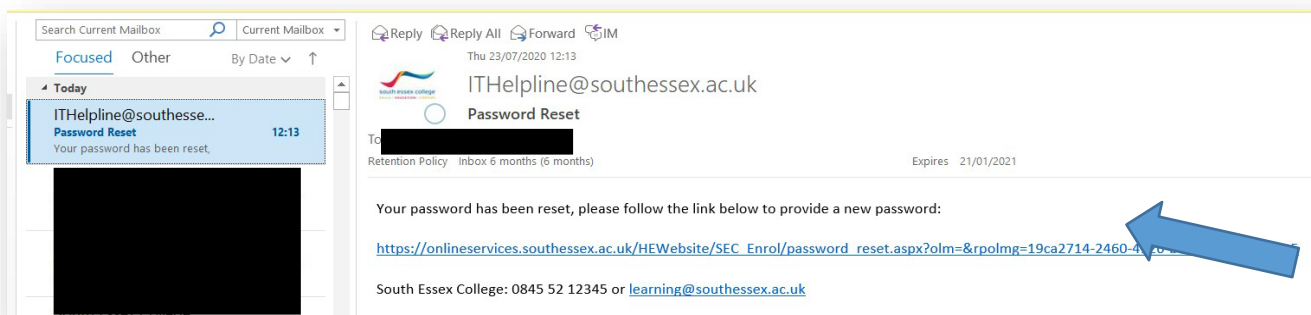 Search Current Mailbox
Current Mailbox
Focused Other By Date
Today
ITHelpline@southesse...
Password Reset 12:13
Your password has been reset,
Reply Reply All Forward IM
Thu 23/07/2020 12:13
south essex college
ITHelpline@southessex.ac.uk
Password Reset
To
Retention Policy Inbox 6 months (6 months) Expires 21/01/2021
Your password has been reset, please follow the link below to provide a new password:
https://onlineservices.southessex.ac.uk/HEWebsite/SEC_Enrol/password_reset.aspx?olm=&rpolmg=19ca2714-2460-
South Essex College: 0845 52 12345 or learning@southessex.ac.uk